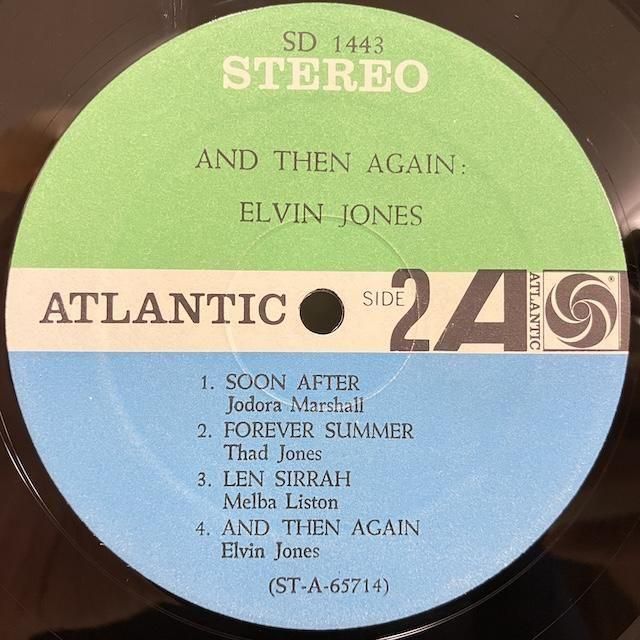 SD 1443
STEREO
AND THEN AGAIN:
ELVIN JONES
ATLANTIC SIDE 2 A ATLANTIC ®
1. SOON AFTER
Jodora Marshall
2. FOREVER SUMMER
Thad Jones
3. LEN SIRRAH
Melba Liston
4. AND THEN AGAIN
Elvin Jones
(ST-A-65714)